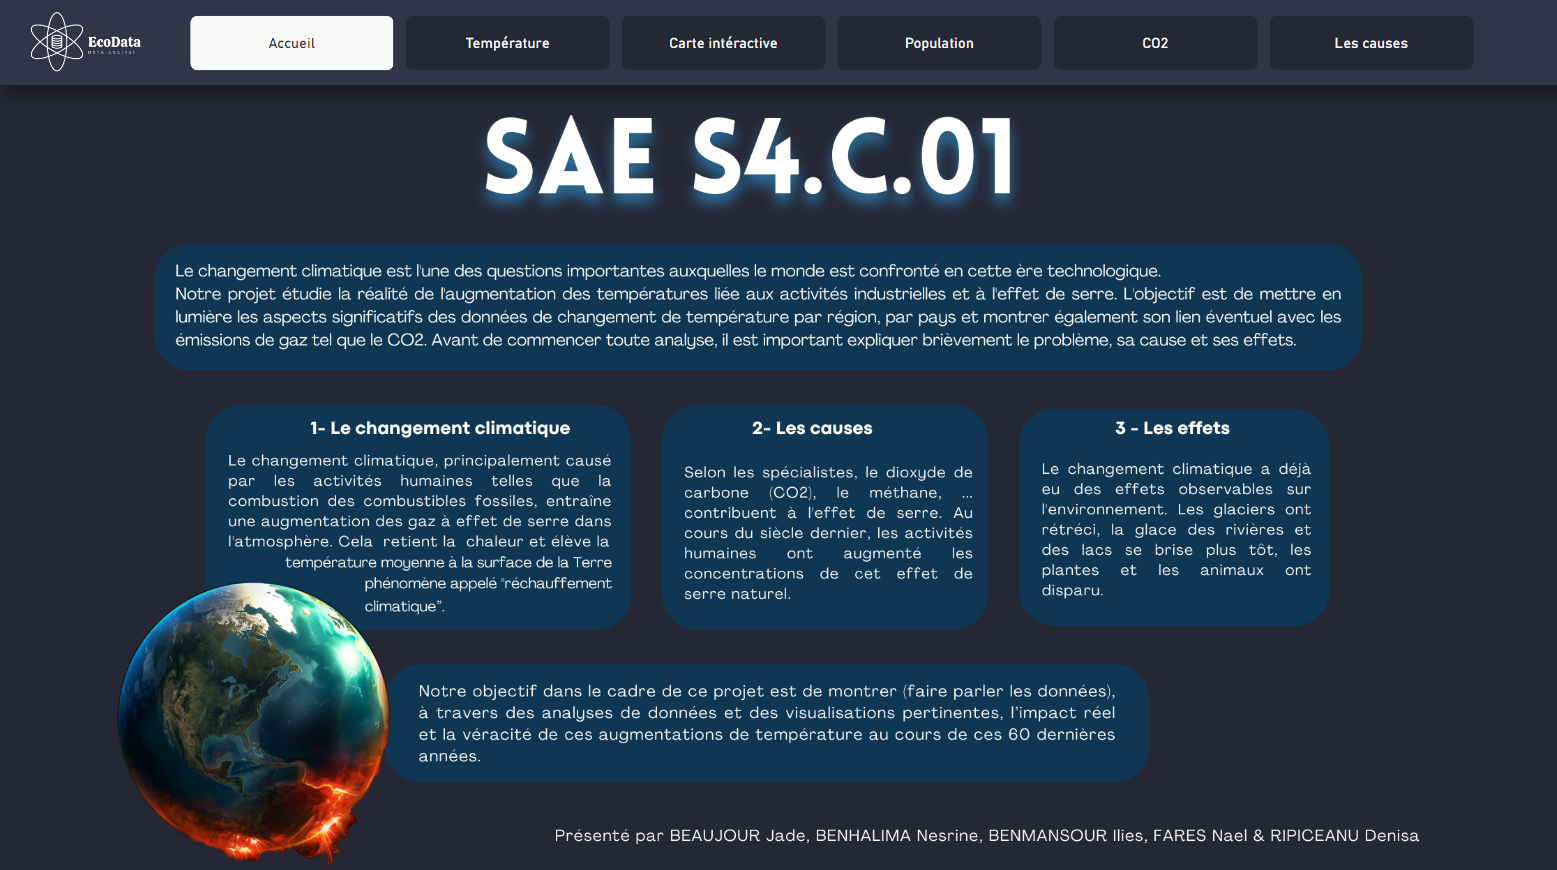 EcoData
META ANALYST
Accueil
Température
Carte intéractive
Population
CO2
Les causes
SAE S4.C.01
Le changement climatique est l'une des questions importantes auxquelles le monde est confronté en cette ère technologique.
Notre projet étudie la réalité de l'augmentation des températures liée aux activités industrielles et à l'effet de serre. L'objectif est de mettre en
lumière les aspects significatifs des données de changement de température par région, par pays et montrer également son lien éventuel avec les
émissions de gaz tel que le CO2. Avant de commencer toute analyse, il est important expliquer brièvement le problème, sa cause et ses effets.
1- Le changement climatique
Le changement climatique, principalement causé
par les activités humaines telles que la
combustion des combustibles fossiles, entraîne
une augmentation des gaz à effet de serre dans
l'atmosphère. Cela retient la chaleur et élève la
température moyenne à la surface de la Terre
phénomène appelé "réchauffement
climatique”.
2- Les causes
Selon les spécialistes, le dioxyde de
carbone (CO2), le méthane, ...
contribuent à l'effet de serre. Au
cours du siècle dernier, les activités
humaines ont augmenté les
concentrations de cet effet de
serre naturel.
3 - Les effets
Le changement climatique a déjà
eu des effets observables sur
l'environnement. Les glaciers ont
rétréci, la glace des rivières et
des lacs se brise plus tôt, les
plantes et les animaux ont
disparu.
Notre objectif dans le cadre de ce projet est de montrer (faire parler les données),
à travers des analyses de données et des visualisations pertinentes, l’impact réel
et la véracité de ces augmentations de température au cours de ces 60 dernières
années.
Présenté par BEAUJOUR Jade, BENHALIMA Nesrine, BENMANSOUR Ilies, FARES Nael & RIPICEANU Denisa